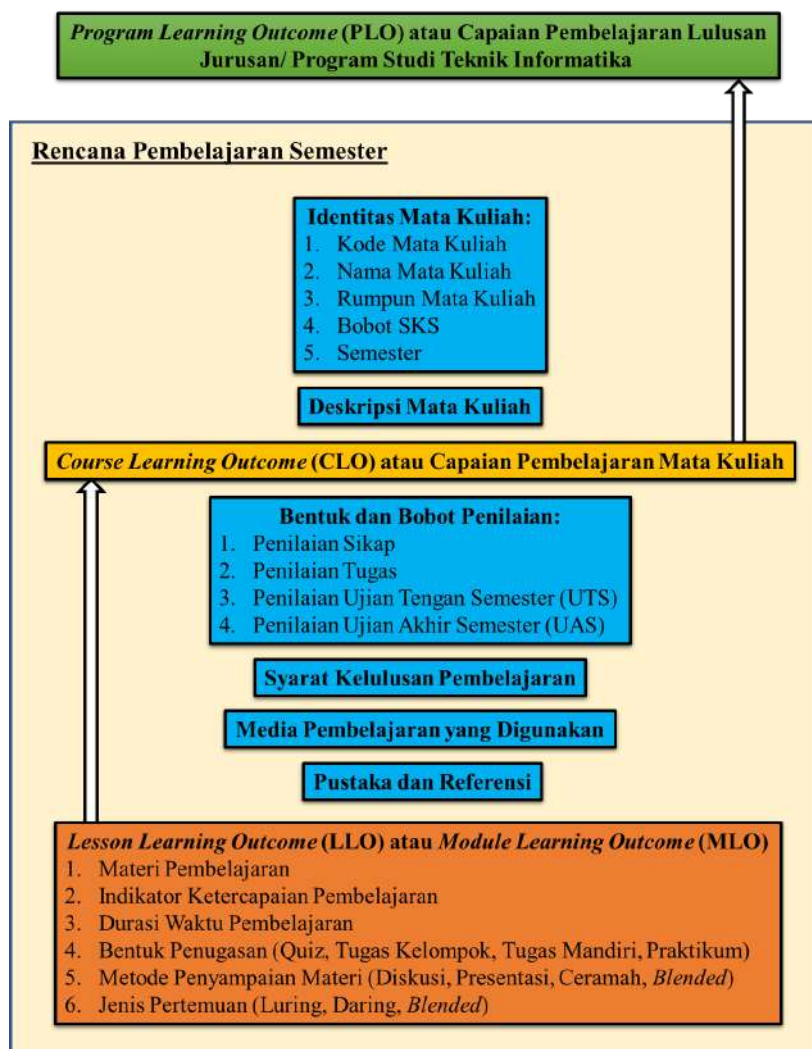 Program Learning Outcome (PLO) atau Capaian Pembelajaran Lulusan
Jurusan/ Program Studi Teknik Informatika
Rencana Pembelajaran Semester
Identitas Mata Kuliah:
1. Kode Mata Kuliah
2. Nama Mata Kuliah
3. Rumpun Mata Kuliah
4. Bobot SKS
5. Semester
Deskripsi Mata Kuliah
Course Learning Outcome (CLO) atau Capaian Pembelajaran Mata Kuliah
Bentuk dan Bobot Penilaian:
1. Penilaian Sikap
2. Penilaian Tugas
3. Penilaian Ujian Tengan Semester (UTS)
4. Penilaian Ujian Akhir Semester (UAS)
Syarat Kelulusan Pembelajaran
Media Pembelajaran yang Digunakan
Pustaka dan Referensi
Lesson Learning Outcome (LLO) atau Module Learning Outcome (MLO)
1. Materi Pembelajaran
2. Indikator Ketercapaian Pembelajaran
3. Durasi Waktu Pembelajaran
4. Bentuk Penugasan (Quiz, Tugas Kelompok, Tugas Mandiri, Praktikum)
5. Metode Penyampaian Materi (Diskusi, Presentasi, Ceramah, Blended)
6. Jenis Pertemuan (Luring, Daring, Blended)